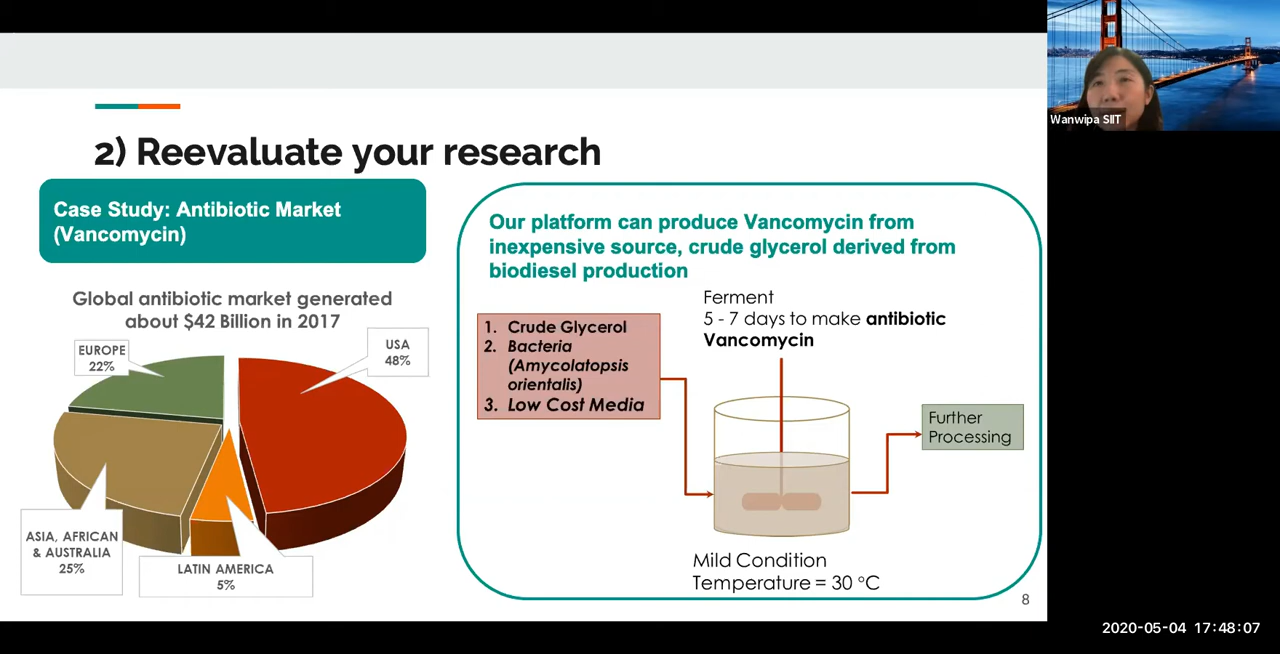 2) Reevaluate your research
Case Study: Antibiotic Market
(Vancomycin)
Global antibiotic market generated
about $42 Billion in 2017
EUROPE
22%
USA
48%
ASIA, AFRICAN
& AUSTRALIA
25%
LATIN AMERICA
5%
Our platform can produce Vancomycin from
inexpensive source, crude glycerol derived from
biodiesel production
1. Crude Glycerol
2. Bacteria
(Amycolatopsis
orientalis)
3. Low Cost Media
Ferment
5 - 7 days to make antibiotic
Vancomycin
Further
Processing
Mild Condition
Temperature = 30 °C
8
Wanwipa SIIT
2020-05-04 17:48:07